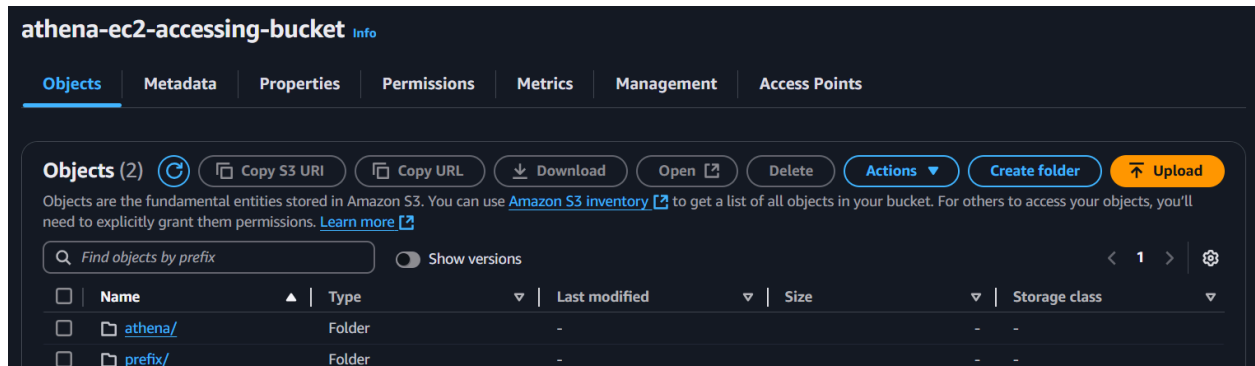 athena-ec2-accessing-bucket Info
Objects Metadata Properties Permissions Metrics Management Access Points
Objects (2) Copy S3 URI Copy URL Download Open Delete Actions Create folder Upload
Objects are the fundamental entities stored in Amazon S3. You can use Amazon S3 inventory to get a list of all objects in your bucket. For others to access your objects, you'll
need to explicitly grant them permissions. Learn more
Find objects by prefix Show versions 1
Name Type Last modified Size Storage class
athena/ Folder - - -
prefix/ Folder - - -